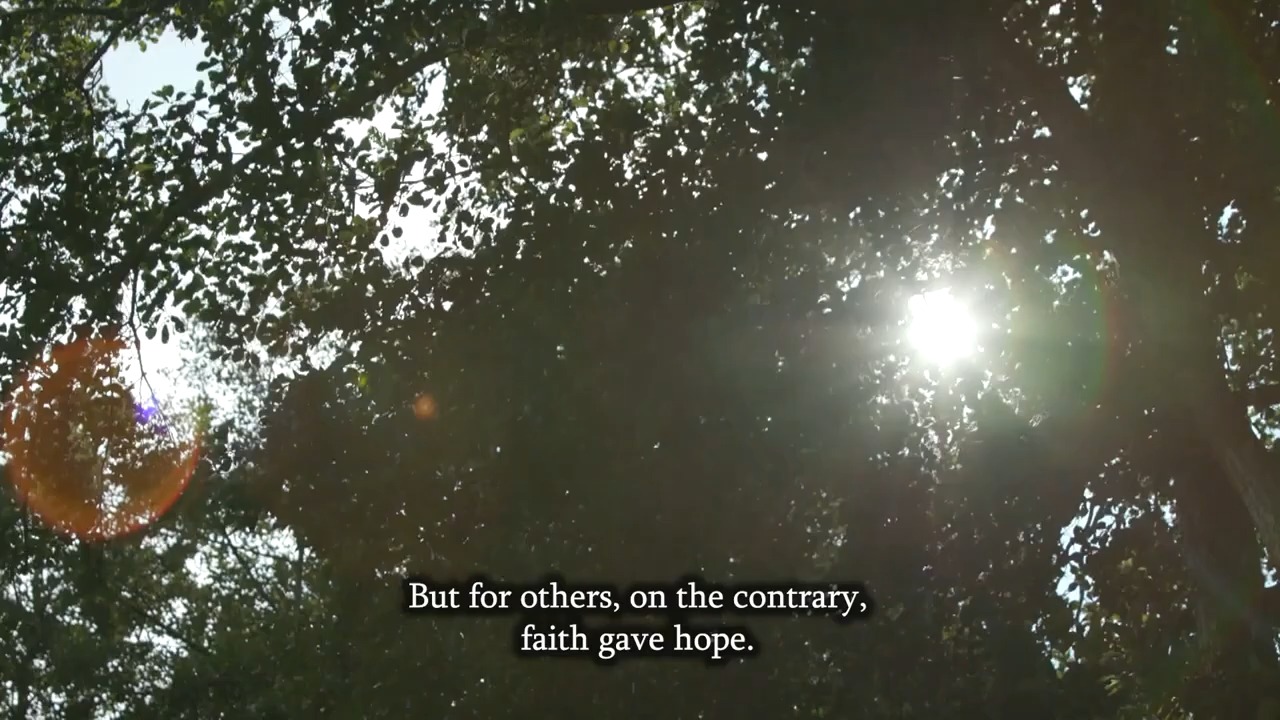 But for others, on the contrary,
faith gave hope.